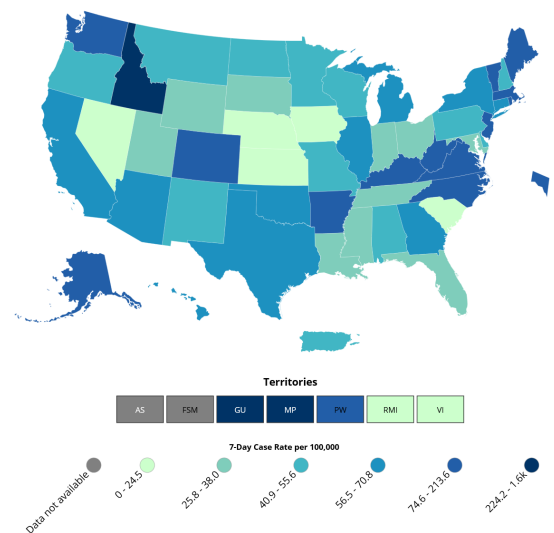 Territories
AS FSM GU MP PW RMI VI
7-Day Case Rate per 100,000
Data not available
0 - 24.5
25.8 - 38.0
40.9 - 55.6
56.5 - 70.8
74.6 - 213.6
224.2 - 1.6k